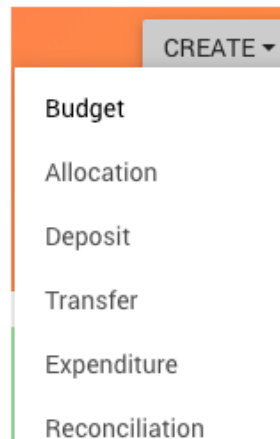 CREATE
Budget
Allocation
Deposit
Transfer
Expenditure
Reconciliation